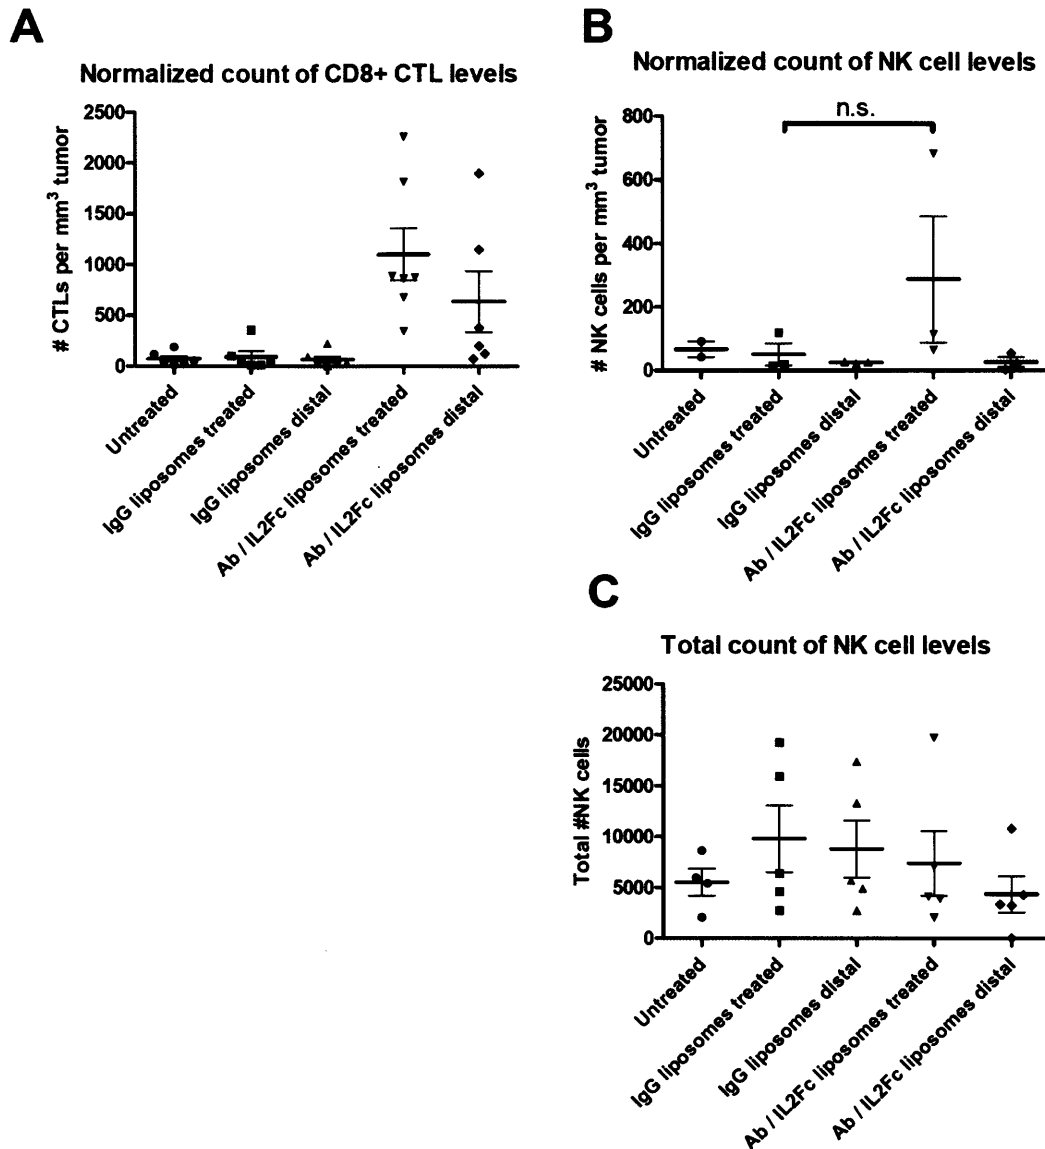 A
Normalized count of CD8+ CTL levels
# CTLs per mm³ tumor
2500
2000
1500
1000
500
0
Untreated
IgG liposomes treated
IgG liposomes distal
Ab / IL2Fc liposomes treated
Ab / IL2Fc liposomes distal
B
Normalized count of NK cell levels
# NK cells per mm³ tumor
800
600
400
200
0
n.s.
Untreated
IgG liposomes treated
IgG liposomes distal
Ab / IL2Fc liposomes treated
Ab / IL2Fc liposomes distal
C
Total count of NK cell levels
Total #NK cells
25000
20000
15000
10000
5000
0
Untreated
IgG liposomes treated
IgG liposomes distal
Ab / IL2Fc liposomes treated
Ab / IL2Fc liposomes distal